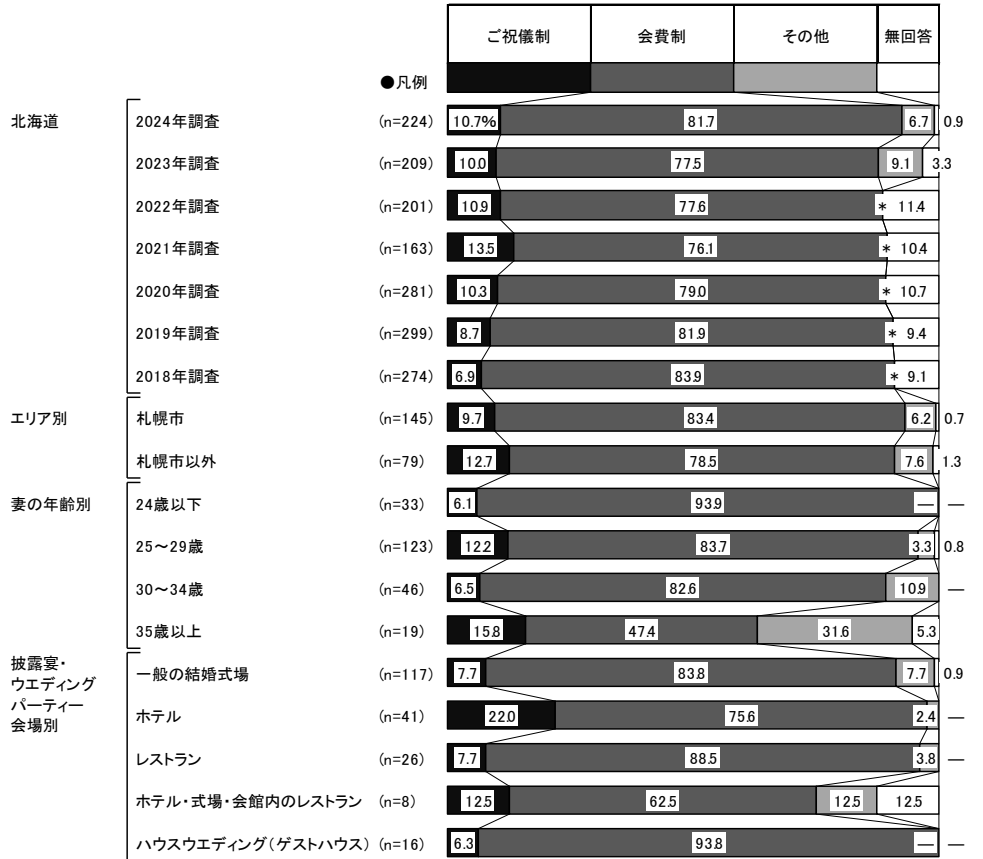 ご祝儀制 会費制 その他 無回答
●凡例
北海道 2024年調査 (n=224) 10.7% 81.7 6.7 0.9
2023年調査 (n=209) 10.0 77.5 9.1 3.3
2022年調査 (n=201) 10.9 77.6 * 11.4
2021年調査 (n=163) 13.5 76.1 * 10.4
2020年調査 (n=281) 10.3 79.0 * 10.7
2019年調査 (n=299) 8.7 81.9 * 9.4
2018年調査 (n=274) 6.9 83.9 * 9.1
エリア別 札幌市 (n=145) 9.7 83.4 6.2 0.7
札幌市以外 (n=79) 12.7 78.5 7.6 1.3
妻の年齢別 24歳以下 (n=33) 6.1 93.9 — —
25～29歳 (n=123) 12.2 83.7 3.3 0.8
30～34歳 (n=46) 6.5 82.6 10.9 —
35歳以上 (n=19) 15.8 47.4 31.6 5.3
披露宴・
ウエディング
パーティー
会場別
一般の結婚式場 (n=117) 7.7 83.8 7.7 0.9
ホテル (n=41) 22.0 75.6 2.4 —
レストラン (n=26) 7.7 88.5 3.8 —
ホテル・式場・会館内のレストラン (n=8) 12.5 62.5 12.5 12.5
ハウスウエディング(ゲストハウス) (n=16) 6.3 93.8 — —